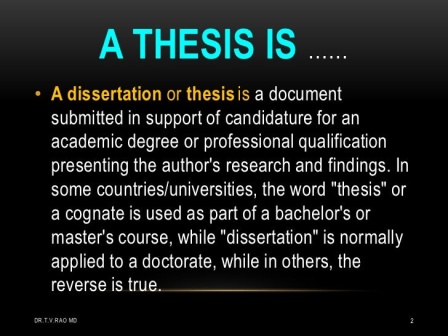 A THESIS IS ......
• A dissertation or thesis is a document
submitted in support of candidature for an
academic degree or professional qualification
presenting the author's research and findings. In
some countries/universities, the word "thesis" or
a cognate is used as part of a bachelor's or
master's course, while "dissertation" is normally
applied to a doctorate, while in others, the
reverse is true.
DR.T.V.RAO MD
2